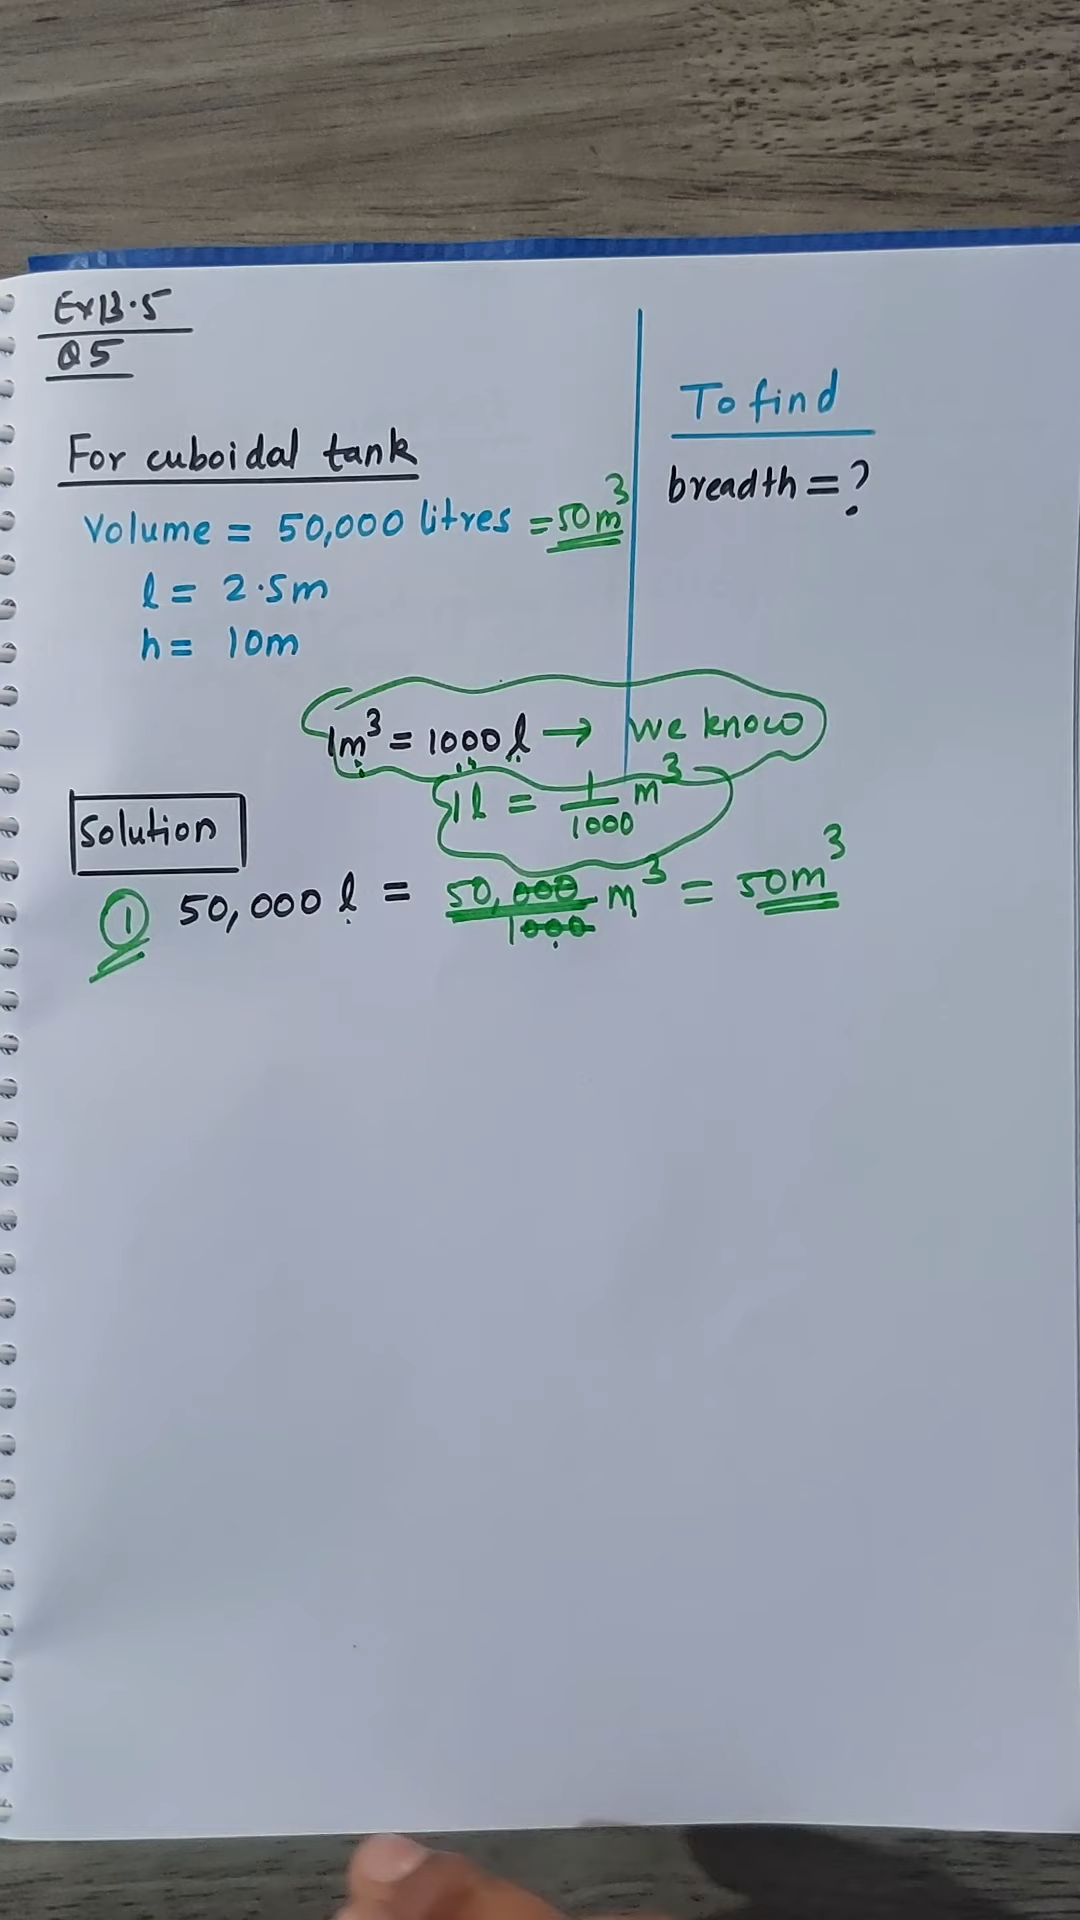 Ex13.5
Q5
For cuboidal tank
Volume = 50,000 litres = 50m³
l = 2.5m
h = 10m
To find
breadth = ?
1m³ = 1000 l → we know
1l = 1/1000 m³
Solution
① 50,000 l = 50,000/1000 m³ = 50m³